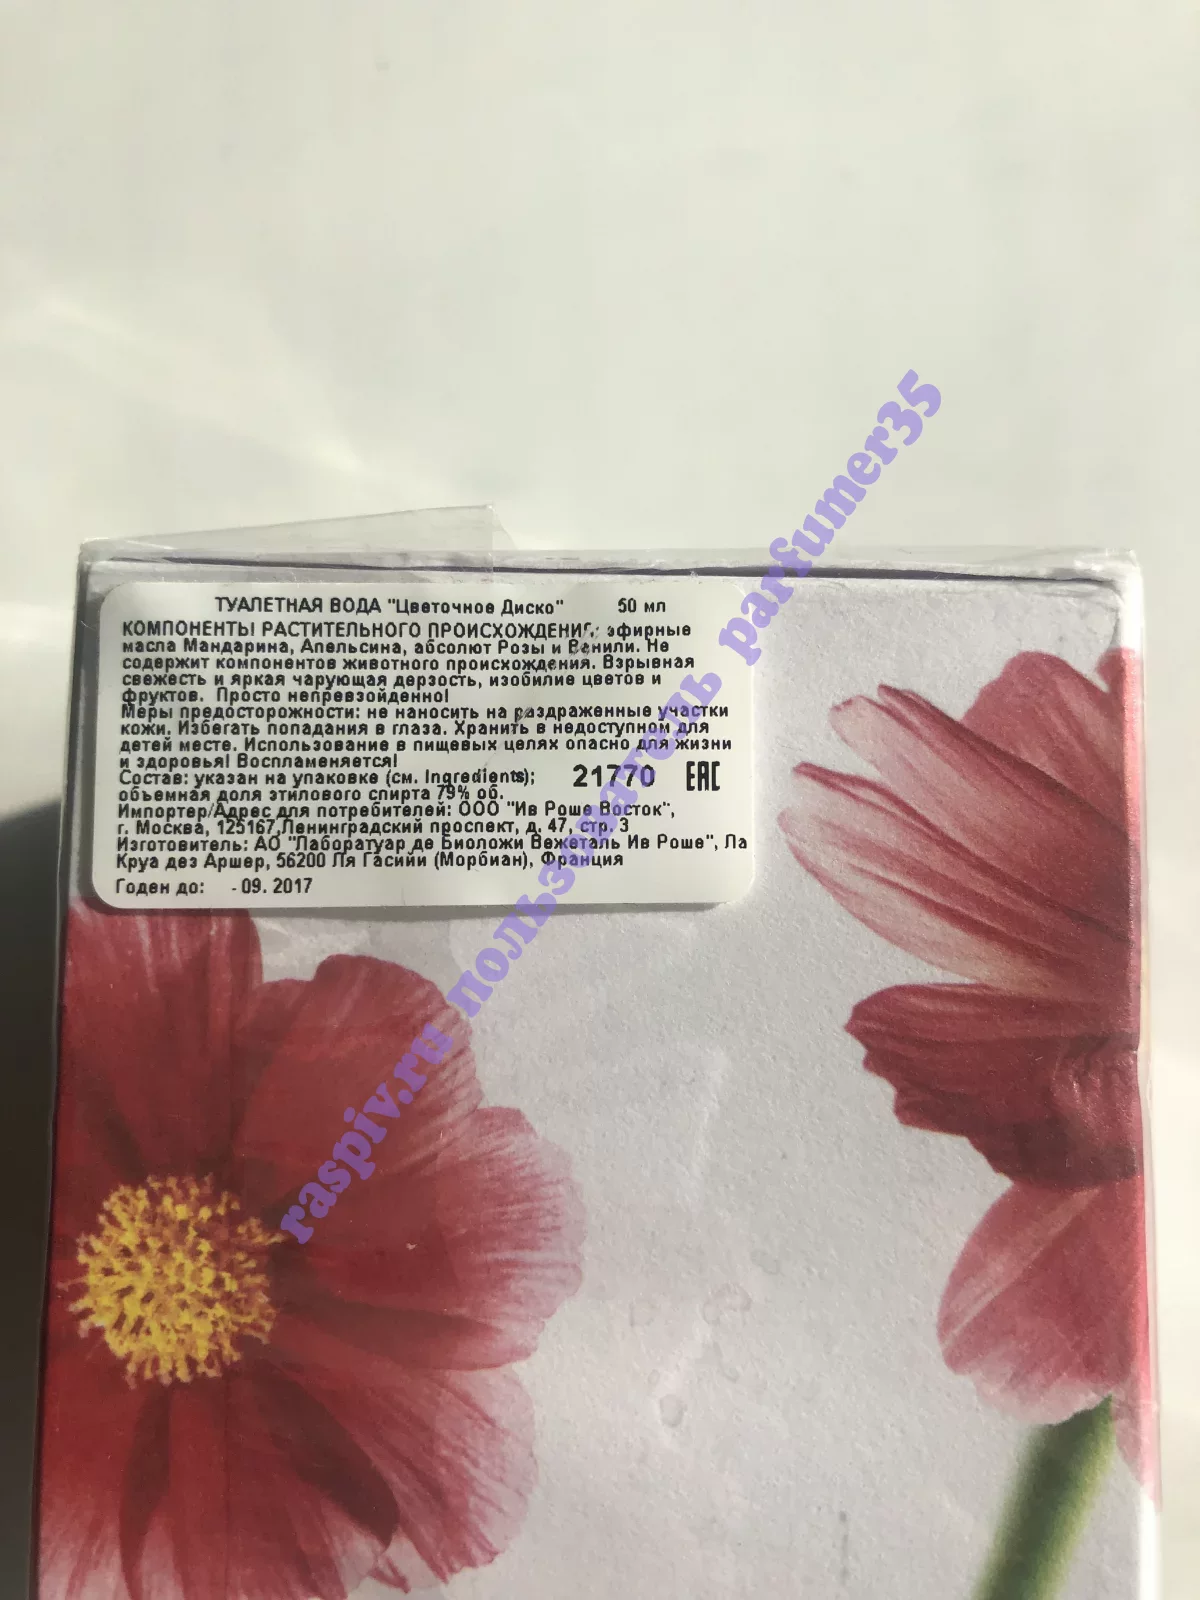 ТУАЛЕТНАЯ ВОДА "Цветочное Диско" 50 мл
КОМПОНЕНТЫ РАСТИТЕЛЬНОГО ПРОИСХОЖДЕНИЯ: эфирные
масла Мандарина, Апельсина, абсолют Розы и Ванили. Не
содержит компонентов животного происхождения. Взрывная
свежесть и яркая чарующая дерзость, изобилие цветов и
фруктов. Просто непревзойденно!
Меры предосторожности: не наносить на раздраженные участки
кожи. Избегать попадания в глаза. Хранить в недоступном для
детей месте. Использование в пищевых целях опасно для жизни
и здоровья! Воспламеняется!
Состав: указан на упаковке (см. Ingredients); 21770 EAC
объемная доля этилового спирта 79% об.
Импортер/Адрес для потребителей: ООО "Ив Роше Восток",
г. Москва, 125167,Ленинградский проспект, д. 47, стр. 3
Изготовитель: АО "Лаборатуар де Биоложи Вежеталь Ив Роше", Ла
Круа дез Аршер, 56200 Ля Гасийи (Морбиан), Франция
Годен до: - 09. 2017
raspiv.ru пользователь parfumer35